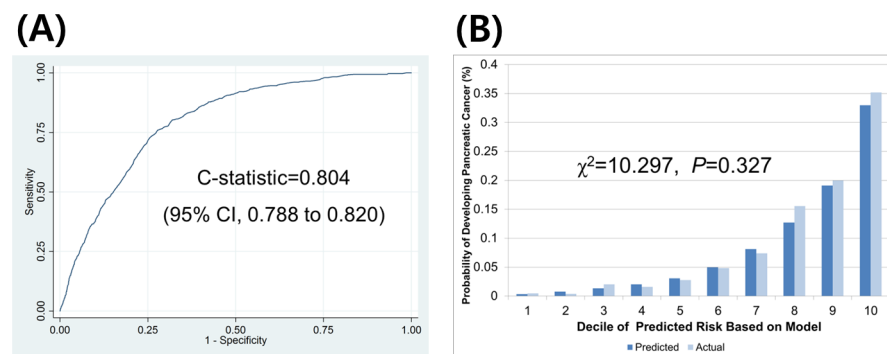 (A)
1.00
0.75
0.50
0.25
0.00
Sensitivity
C-statistic=0.804
(95% CI, 0.788 to 0.820)
0.00 0.25 0.50 0.75 1.00
1 - Specificity
(B)
Probability of Developing Pancreatic Cancer (%)
0.4
0.35
0.3
0.25
0.2
0.15
0.1
0.05
0
χ²=10.297, P=0.327
1 2 3 4 5 6 7 8 9 10
Decile of Predicted Risk Based on Model
Predicted Actual